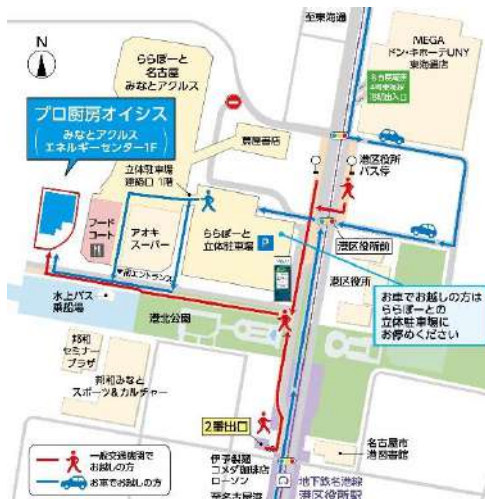 至東海通
MEGA
ドン・キホーテUNY
東海通店
N
ららぽーと
名古屋
みなとアクルス
プロ厨房オイシス
みなとアクルス
エネルギーセンター1F
蔦屋書店
立体駐車場
連絡口 1階
港区役所
バス停
フード
コート
アオキ
スーパー
ららぽーと
立体駐車場
P
港区役所前
南エントランス
港区役所
お車でお越しの方は
ららぽーとの
立体駐車場に
お停めください
水上バス
乗船場
港北公園
邦和
セミナー
プラザ
邦和みなと
スポーツ&カルチャー
2番出口
一般交通機関で
お越しの方
お車でお越しの方
伊予製麺
コメダ珈琲店
ローソン
至名古屋港
名古屋市
港図書館
地下鉄名港線
港区役所駅